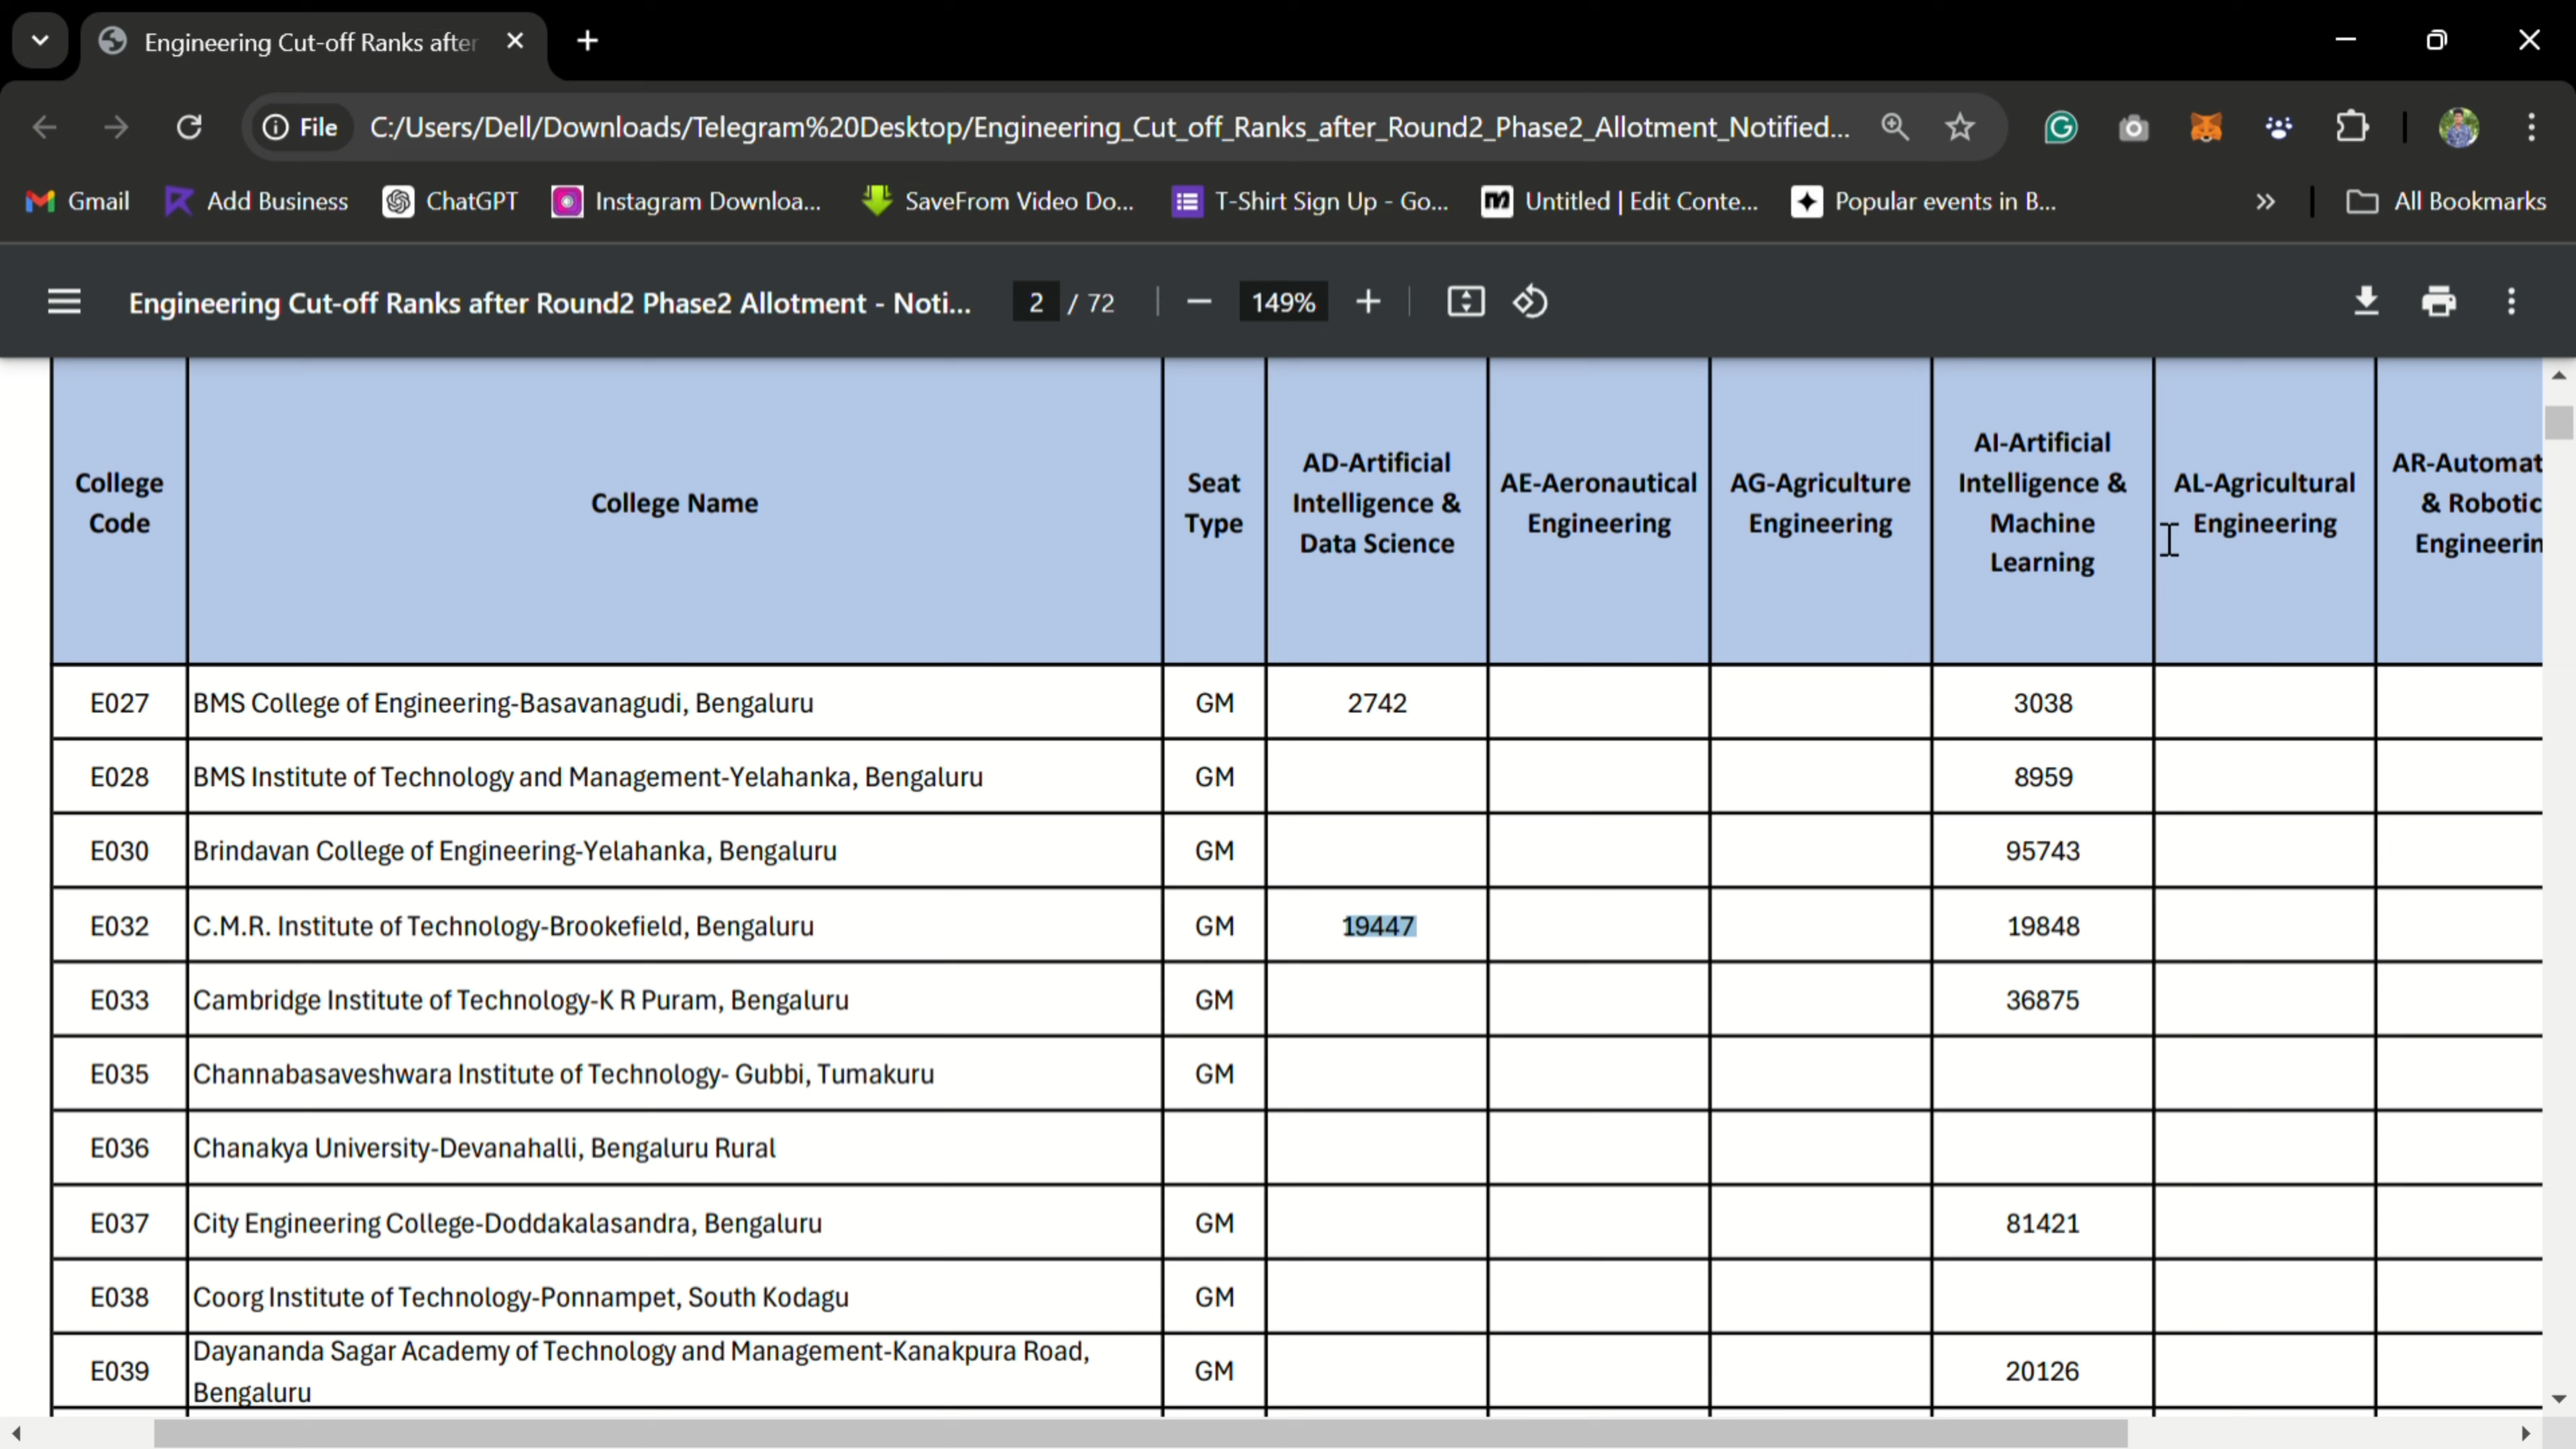 Engineering Cut-off Ranks after
File C:/Users/Dell/Downloads/Telegram%20Desktop/Engineering_Cut_off_Ranks_after_Round2_Phase2_Allotment_Notified...
Gmail Add Business ChatGPT Instagram Downloa... SaveFrom Video Do... T-Shirt Sign Up - Go... Untitled | Edit Conte... Popular events in B... » All Bookmarks
Engineering Cut-off Ranks after Round2 Phase2 Allotment - Noti... 2 / 72 149%
College
Code
College Name
Seat
Type
AD-Artificial
Intelligence &
Data Science
AE-Aeronautical
Engineering
AG-Agriculture
Engineering
AI-Artificial
Intelligence &
Machine
Learning
AL-Agricultural
Engineering
AR-Automat
& Robotic
Engineerin
E027 BMS College of Engineering-Basavanagudi, Bengaluru GM 2742 3038
E028 BMS Institute of Technology and Management-Yelahanka, Bengaluru GM 8959
E030 Brindavan College of Engineering-Yelahanka, Bengaluru GM 95743
E032 C.M.R. Institute of Technology-Brookefield, Bengaluru GM 19447 19848
E033 Cambridge Institute of Technology-K R Puram, Bengaluru GM 36875
E035 Channabasaveshwara Institute of Technology- Gubbi, Tumakuru GM
E036 Chanakya University-Devanahalli, Bengaluru Rural
E037 City Engineering College-Doddakalasandra, Bengaluru GM 81421
E038 Coorg Institute of Technology-Ponnampet, South Kodagu GM
E039 Dayananda Sagar Academy of Technology and Management-Kanakpura Road, GM 20126
Bengaluru